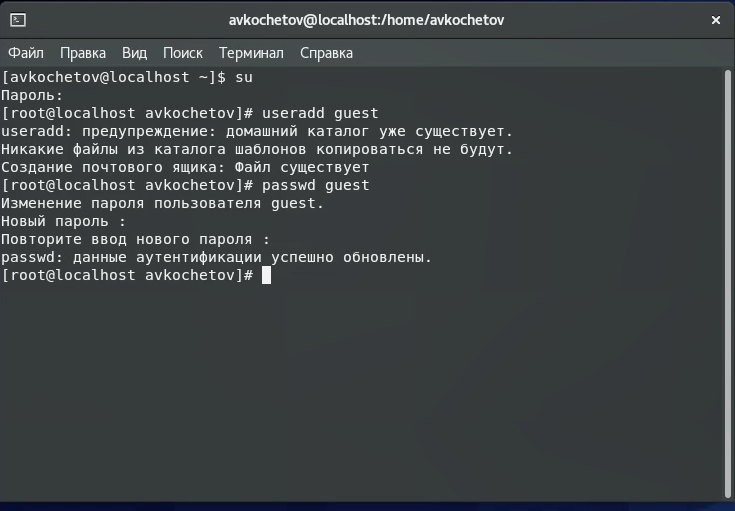 avkochetov@localhost:/home/avkochetov
Файл Правка Вид Поиск Терминал Справка
[avkochetov@localhost ~]$ su
Пароль:
[root@localhost avkochetov]# useradd guest
useradd: предупреждение: домашний каталог уже существует.
Никакие файлы из каталога шаблонов копироваться не будут.
Создание почтового ящика: Файл существует
[root@localhost avkochetov]# passwd guest
Изменение пароля пользователя guest.
Новый пароль :
Повторите ввод нового пароля :
passwd: данные аутентификации успешно обновлены.
[root@localhost avkochetov]#